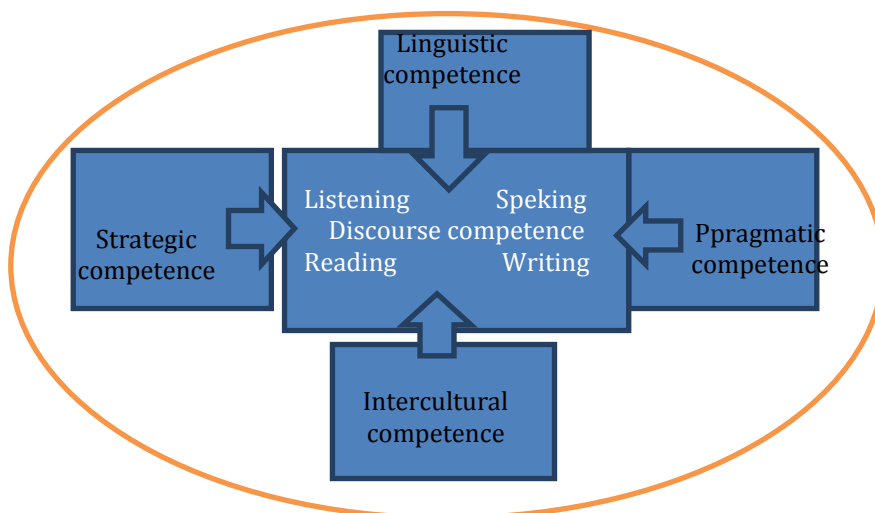 Linguistic
competence
Listening Speking
Discourse competence
Reading Writing
Strategic
competence
Ppragmatic
competence
Intercultural
competence